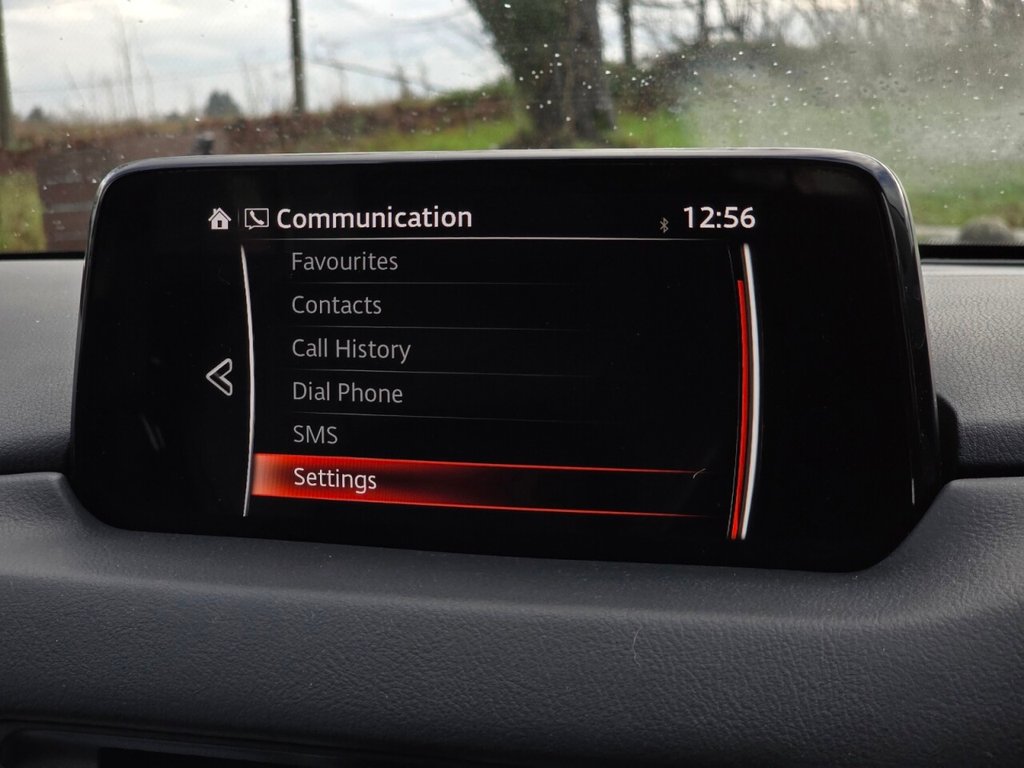 Communication 12:56
Favourites
Contacts
Call History
Dial Phone
SMS
Settings